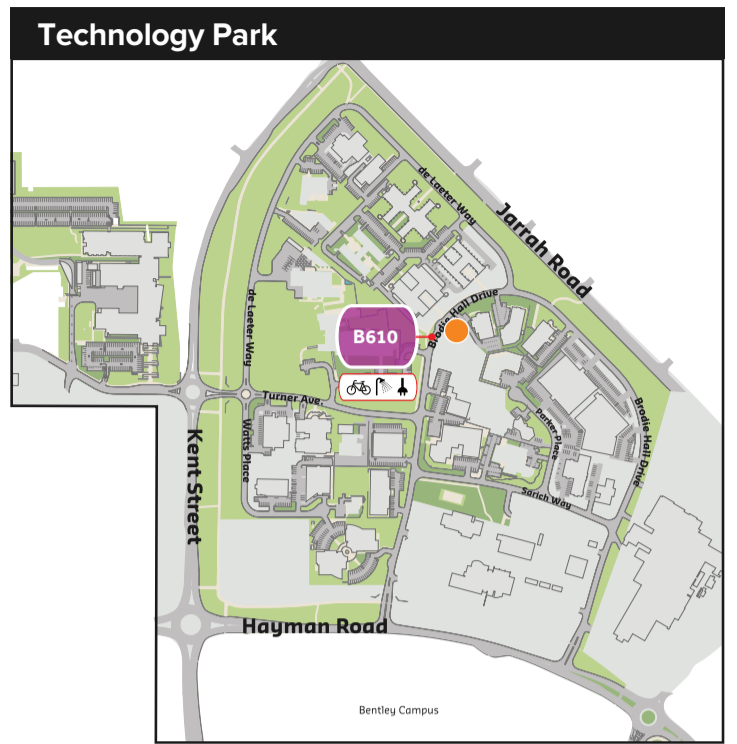 Technology Park
de Laeter Way
Jarrah Road
Brodie Hall Drive
de Laeter Way
B610
Turner Ave.
Watts Place
Kent Street
Parker Place
Brodie Hall Drive
Sarich Way
Hayman Road
Bentley Campus